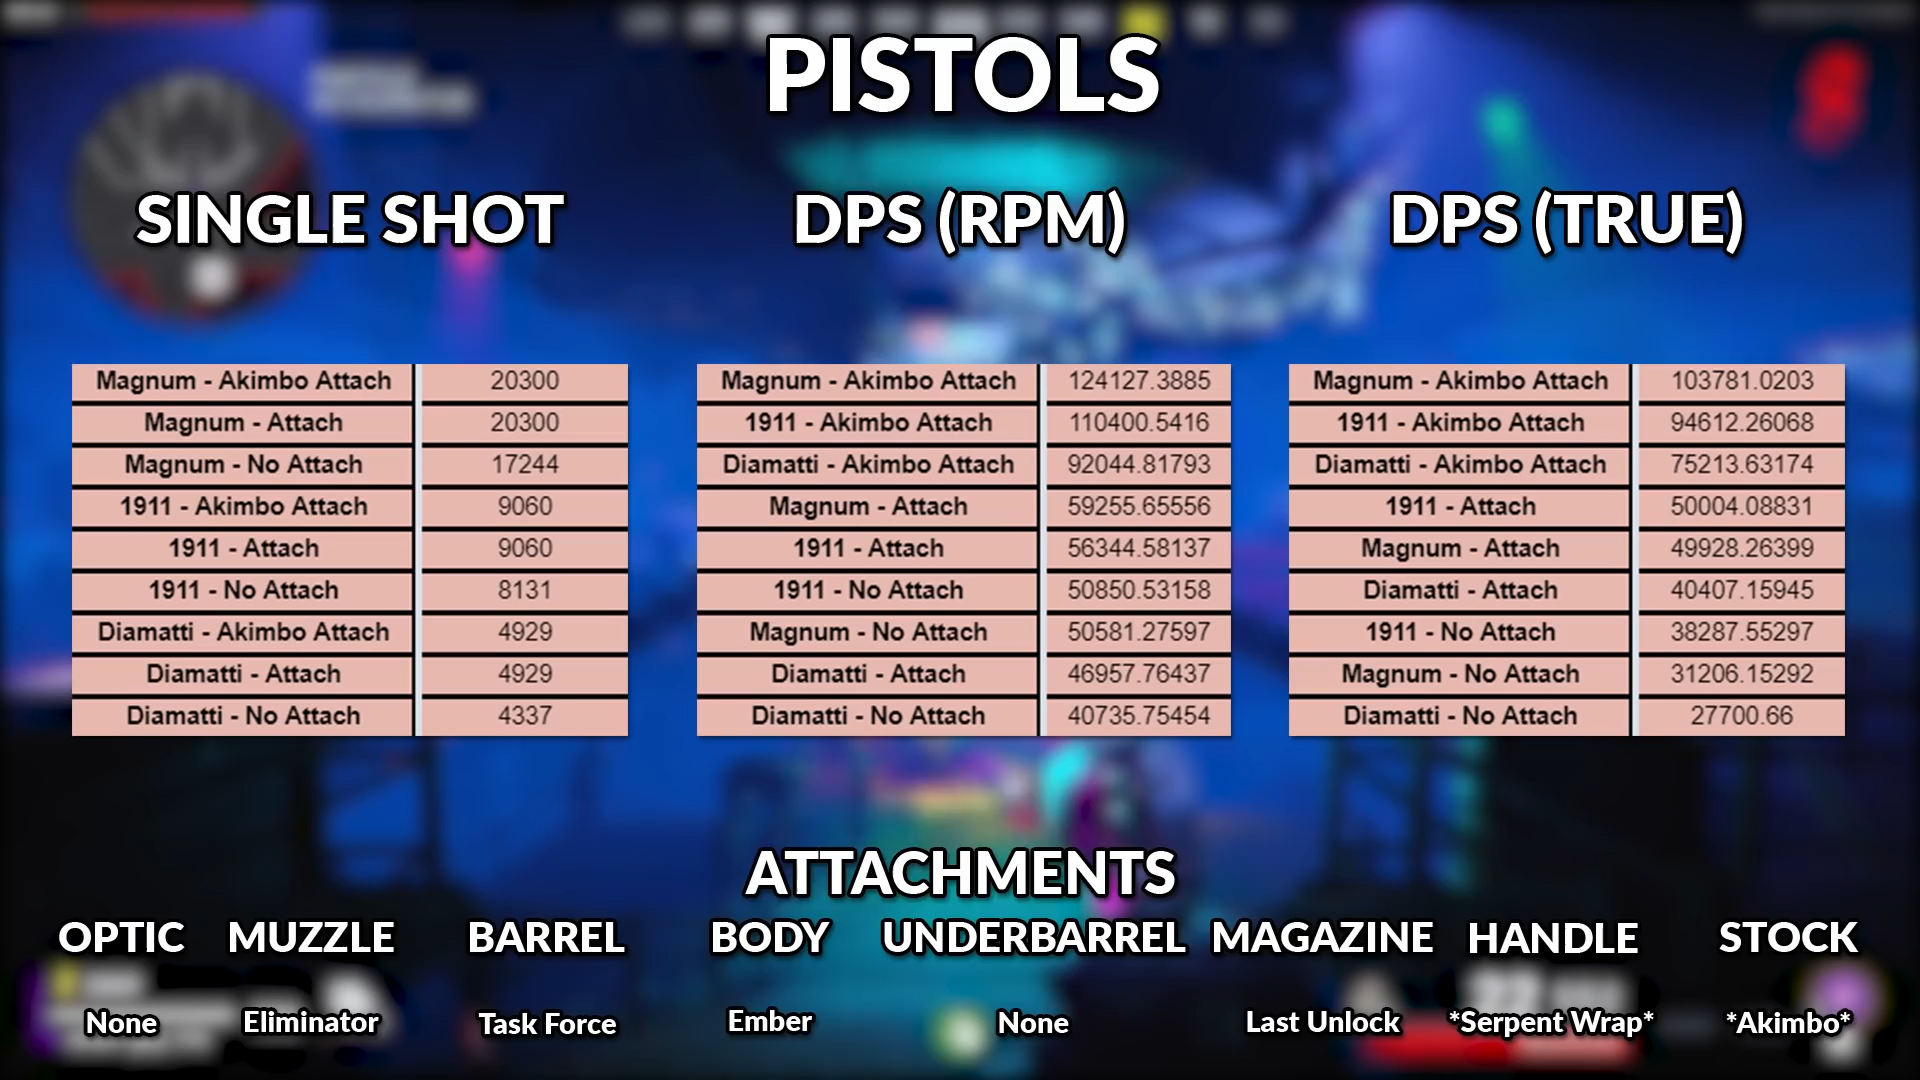 PISTOLS
SINGLE SHOT
Magnum - Akimbo Attach 20300
Magnum - Attach 20300
Magnum - No Attach 17244
1911 - Akimbo Attach 9060
1911 - Attach 9060
1911 - No Attach 8131
Diamatti - Akimbo Attach 4929
Diamatti - Attach 4929
Diamatti - No Attach 4337
DPS (RPM)
Magnum - Akimbo Attach 124127.3885
1911 - Akimbo Attach 110400.5416
Diamatti - Akimbo Attach 92044.81793
Magnum - Attach 59255.65556
1911 - Attach 56344.58137
1911 - No Attach 50850.53158
Magnum - No Attach 50581.27597
Diamatti - Attach 46957.76437
Diamatti - No Attach 40735.75454
DPS (TRUE)
Magnum - Akimbo Attach 103781.0203
1911 - Akimbo Attach 94612.26068
Diamatti - Akimbo Attach 75213.63174
1911 - Attach 50004.08831
Magnum - Attach 49928.26399
Diamatti - Attach 40407.15945
1911 - No Attach 38287.55297
Magnum - No Attach 31206.15292
Diamatti - No Attach 27700.66
ATTACHMENTS
OPTIC MUZZLE BARREL BODY UNDERBARREL MAGAZINE HANDLE STOCK
None Eliminator Task Force Ember None Last Unlock *Serpent Wrap* *Akimbo*